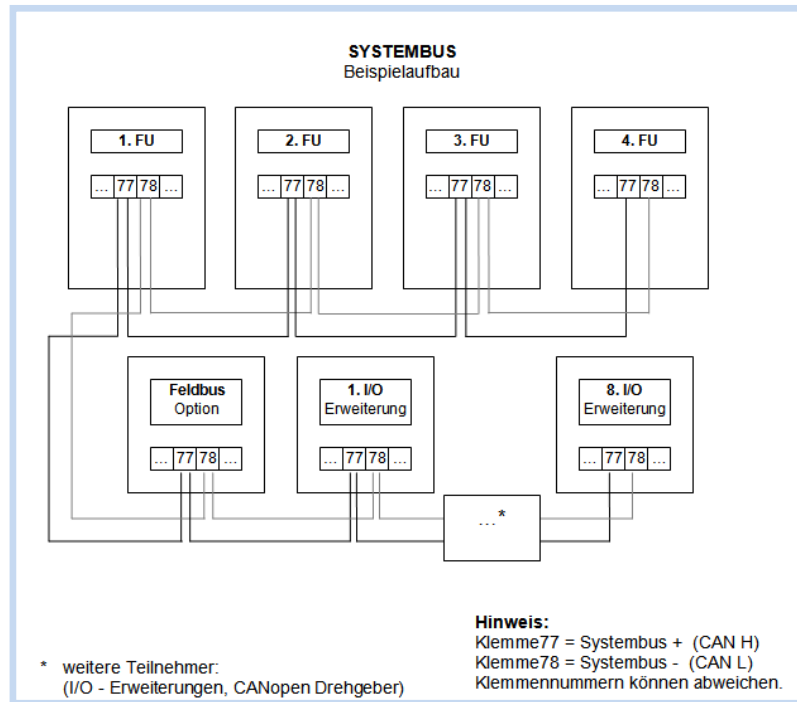 SYSTEMBUS
Beispielaufbau
1. FU
2. FU
3. FU
4. FU
... 77 78 ...
... 77 78 ...
... 77 78 ...
... 77 78 ...
Feldbus
Option
1. I/O
Erweiterung
8. I/O
Erweiterung
... 77 78 ...
... 77 78 ...
... 77 78 ...
...*
Hinweis:
Klemme77 = Systembus + (CAN H)
Klemme78 = Systembus - (CAN L)
Klemmennummern können abweichen.
* weitere Teilnehmer:
(I/O - Erweiterungen, CANopen Drehgeber)